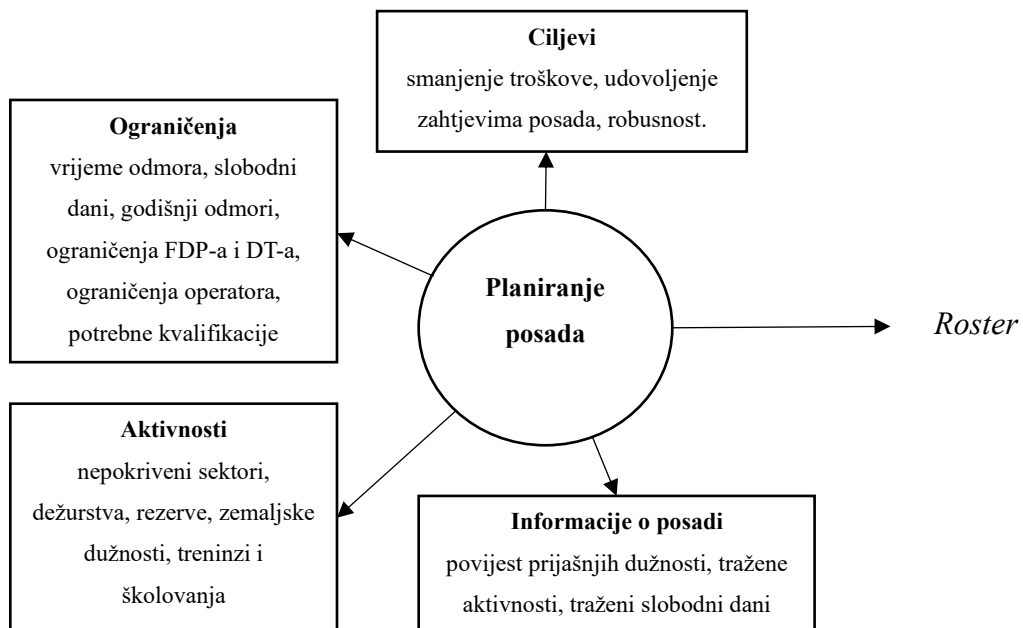 Ciljevi
smanjenje troškove, udovoljenje
zahtjevima posada, robusnost.
Ograničenja
vrijeme odmora, slobodni
dani, godišnji odmori,
ograničenja FDP-a i DT-a,
ograničenja operatora,
potrebne kvalifikacije
Planiranje
posada
Roster
Aktivnosti
nepokriveni sektori,
dežurstva, rezerve, zemaljske
dužnosti, treninzi i
školovanja
Informacije o posadi
povijest prijašnjih dužnosti, tražene
aktivnosti, traženi slobodni dani